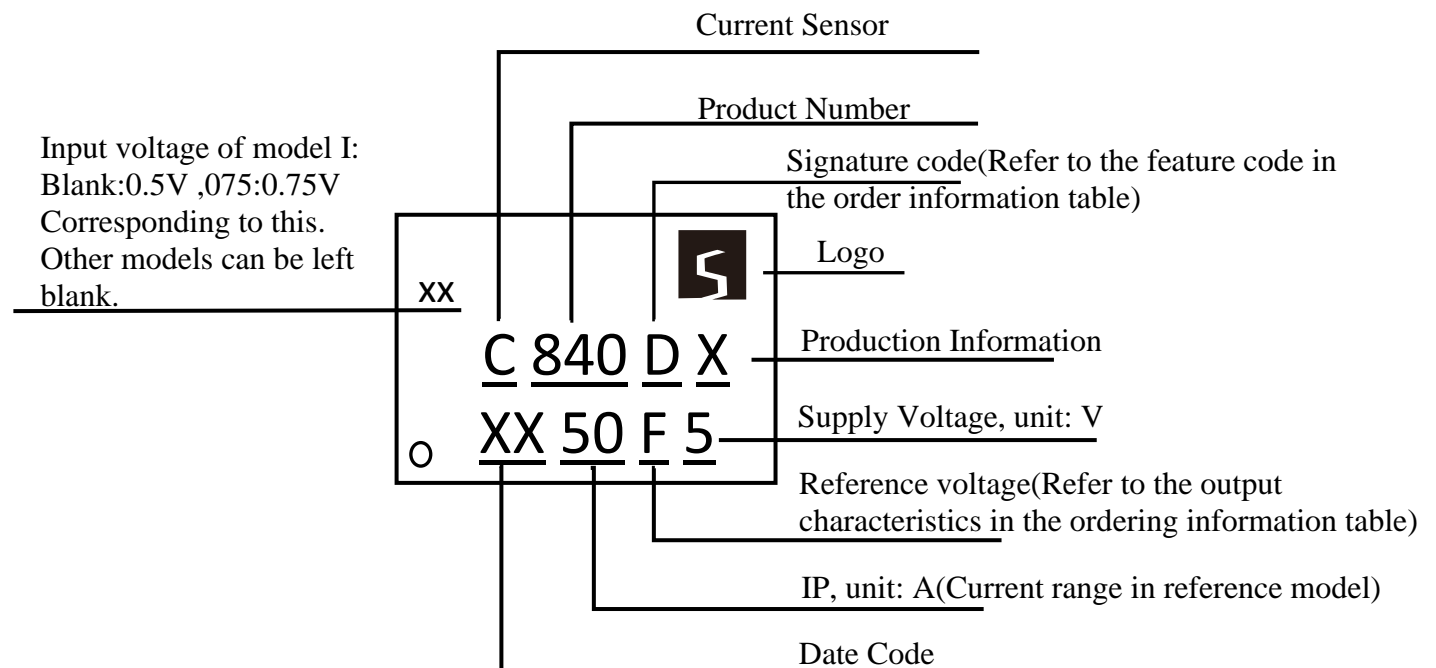 Current Sensor
Product Number
Input voltage of model I:
Blank:0.5V ,075:0.75V
Corresponding to this.
Other models can be left
blank.
Signature code(Refer to the feature code in
the order information table)
Logo
xx
C 840 D X
Production Information
XX 50 F 5
Supply Voltage, unit: V
Reference voltage(Refer to the output
characteristics in the ordering information table)
IP, unit: A(Current range in reference model)
Date Code